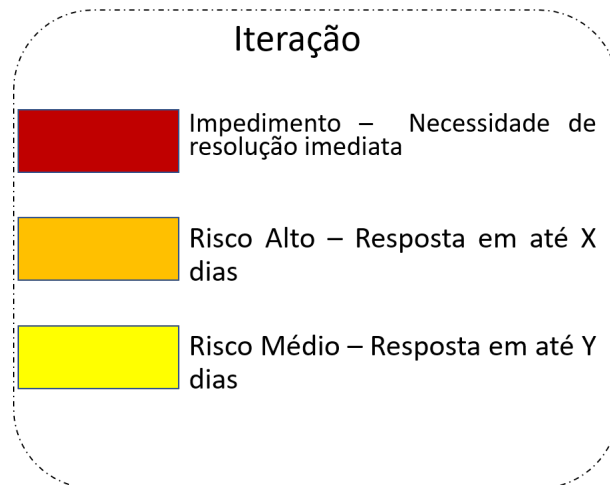 Iteração
Impedimento – Necessidade de
resolução imediata
Risco Alto – Resposta em até X
dias
Risco Médio – Resposta em até Y
dias